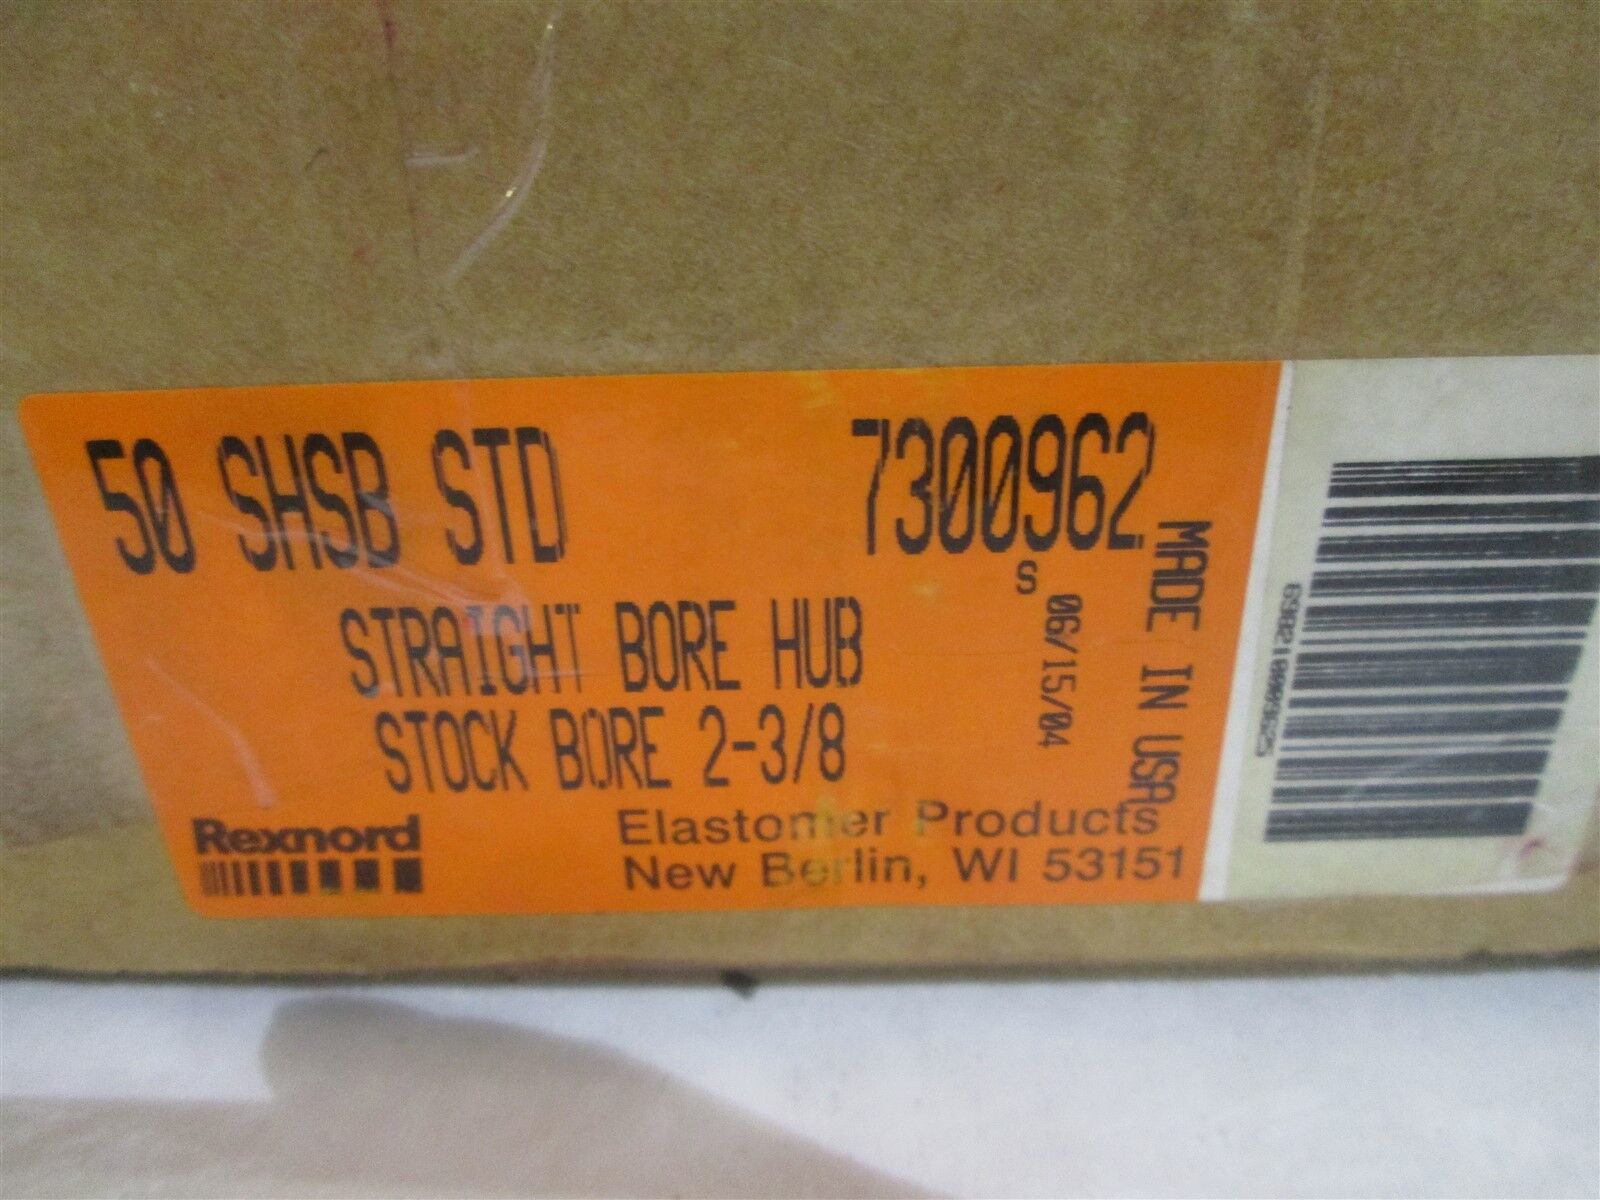 50 SHSB STD 7300962
STRAIGHT BORE HUB
STOCK BORE 2-3/8
S 06/15/04
MADE IN USA
Rexnord
Elastomer Products
New Berlin, WI 53151